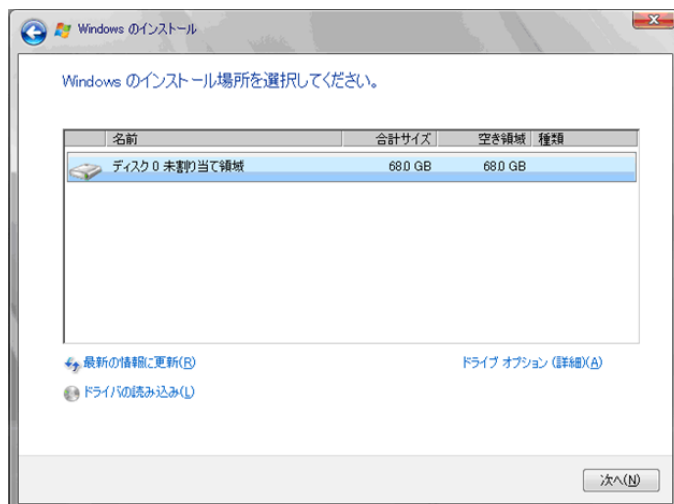 Windows のインストール
Windows のインストール場所を選択してください。
名前 合計サイズ 空き領域 種類
ディスク 0 未割り当て領域 68.0 GB 68.0 GB
最新の情報に更新(R) ドライブ オプション (詳細)(A)
ドライバの読み込み(L)
次へ(N)